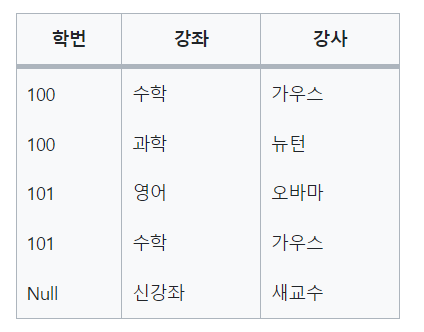 학번 강좌 강사
100 수학 가우스
100 과학 뉴턴
101 영어 오바마
101 수학 가우스
Null 신강좌 새교수